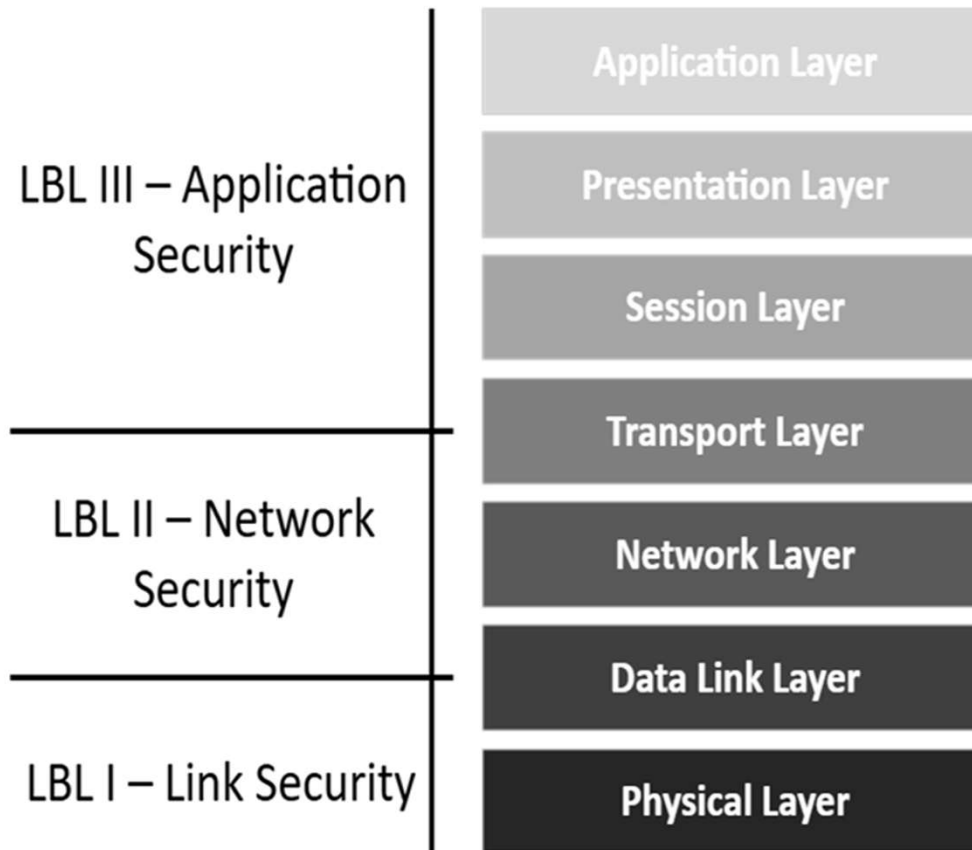 Application Layer
LBL III – Application
Security
Presentation Layer
Session Layer
Transport Layer
LBL II – Network
Security
Network Layer
Data Link Layer
LBL I – Link Security
Physical Layer